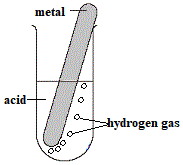 metal
acid
hydrogen gas